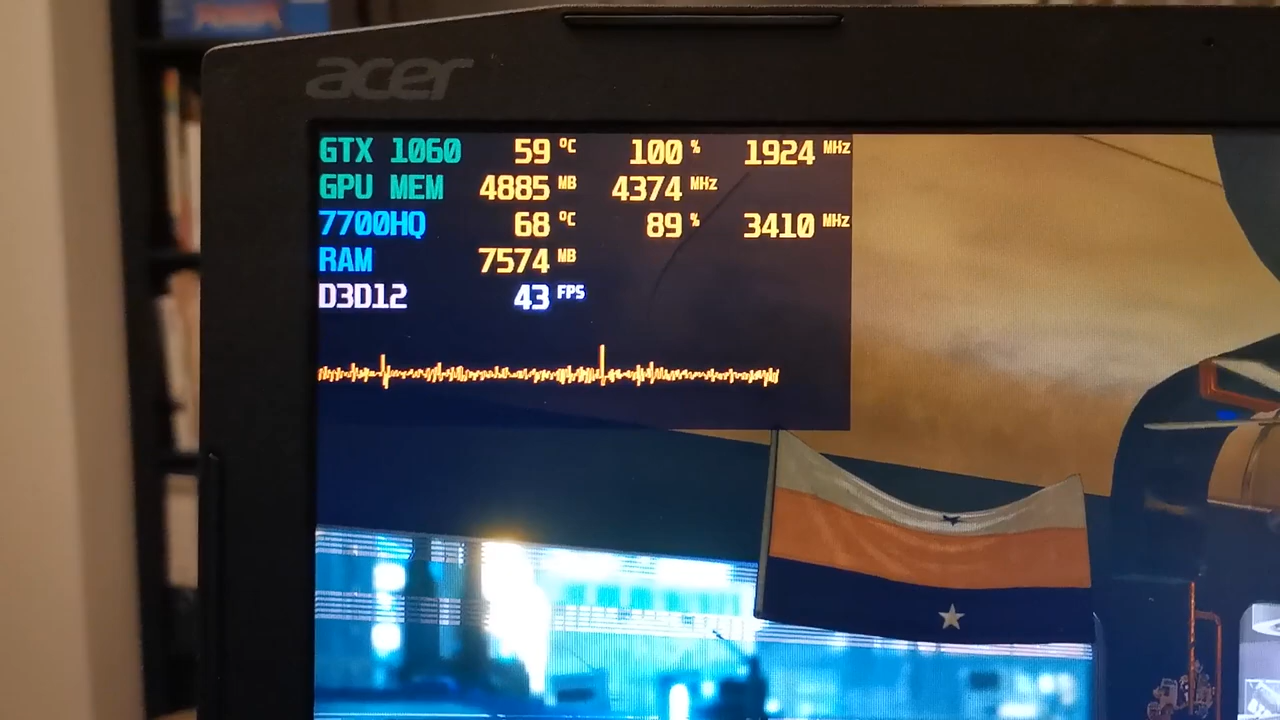 acer
GTX 1060 59 °C 100 % 1924 MHz
GPU MEM 4885 MB 4374 MHz
7700HQ 68 °C 89 % 3410 MHz
RAM 7574 MB
D3D12 43 FPS